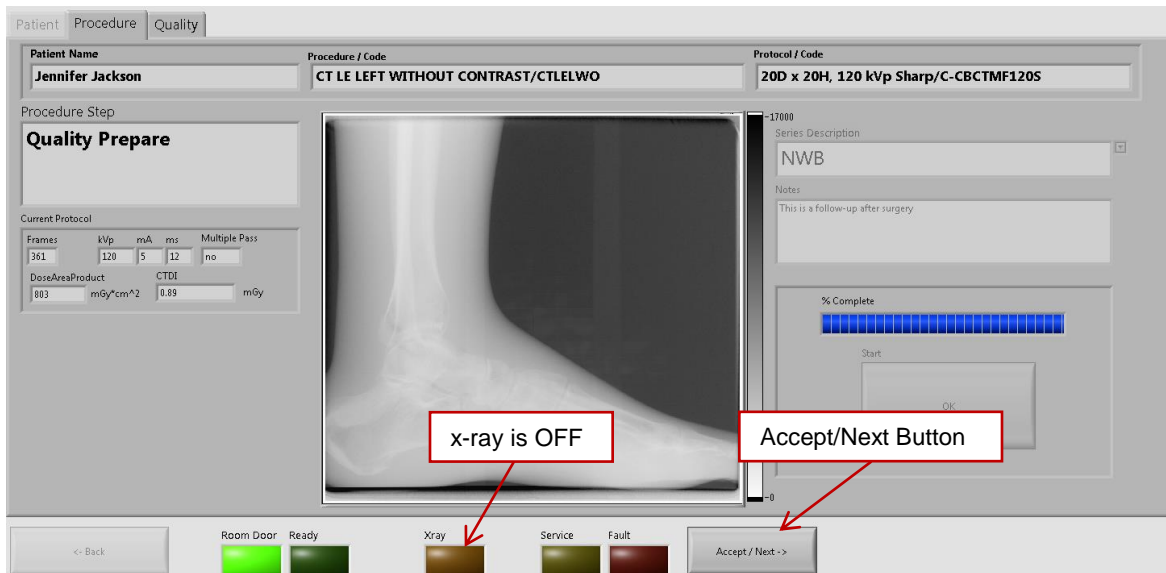 Patient Procedure Quality
Patient Name
Jennifer Jackson
Procedure / Code
CT LE LEFT WITHOUT CONTRAST/CTLELWO
Protocol / Code
20D x 20H, 120 kVp Sharp/C-CBCTMF120S
Procedure Step
Quality Prepare
Current Protocol
Frames kVp mA ms Multiple Pass
361 120 5 12 no
DoseAreaProduct CTDI
803 mGy*cm^2 0.89 mGy
-17000
-0
Series Description
NWB
Notes
This is a follow-up after surgery
% Complete
Start
OK
x-ray is OFF
Accept/Next Button
<- Back
Room Door Ready Xray Service Fault
Accept / Next ->